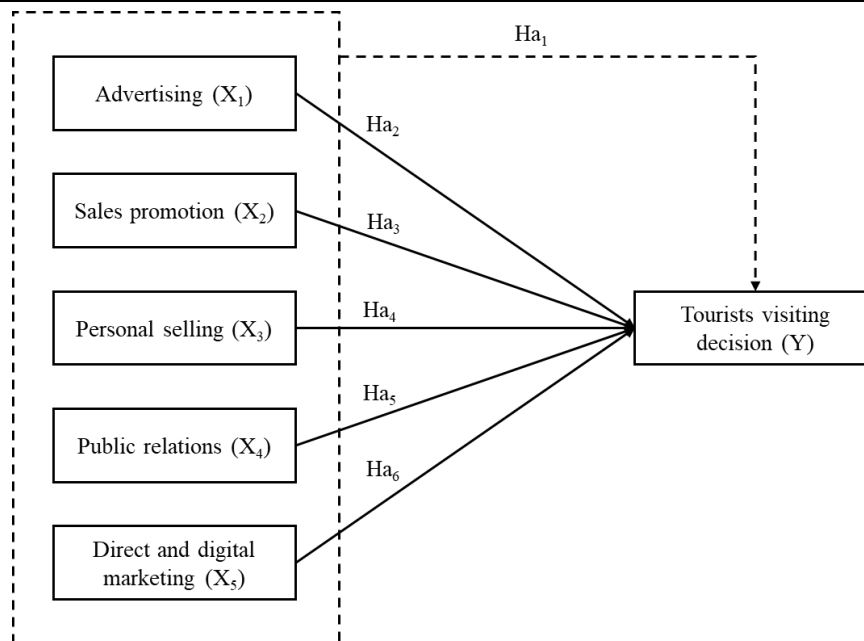 Ha₁
Advertising (X₁)
Ha₂
Sales promotion (X₂)
Ha₃
Personal selling (X₃)
Ha₄
Tourists visiting
decision (Y)
Public relations (X₄)
Ha₅
Ha₆
Direct and digital
marketing (X₅)